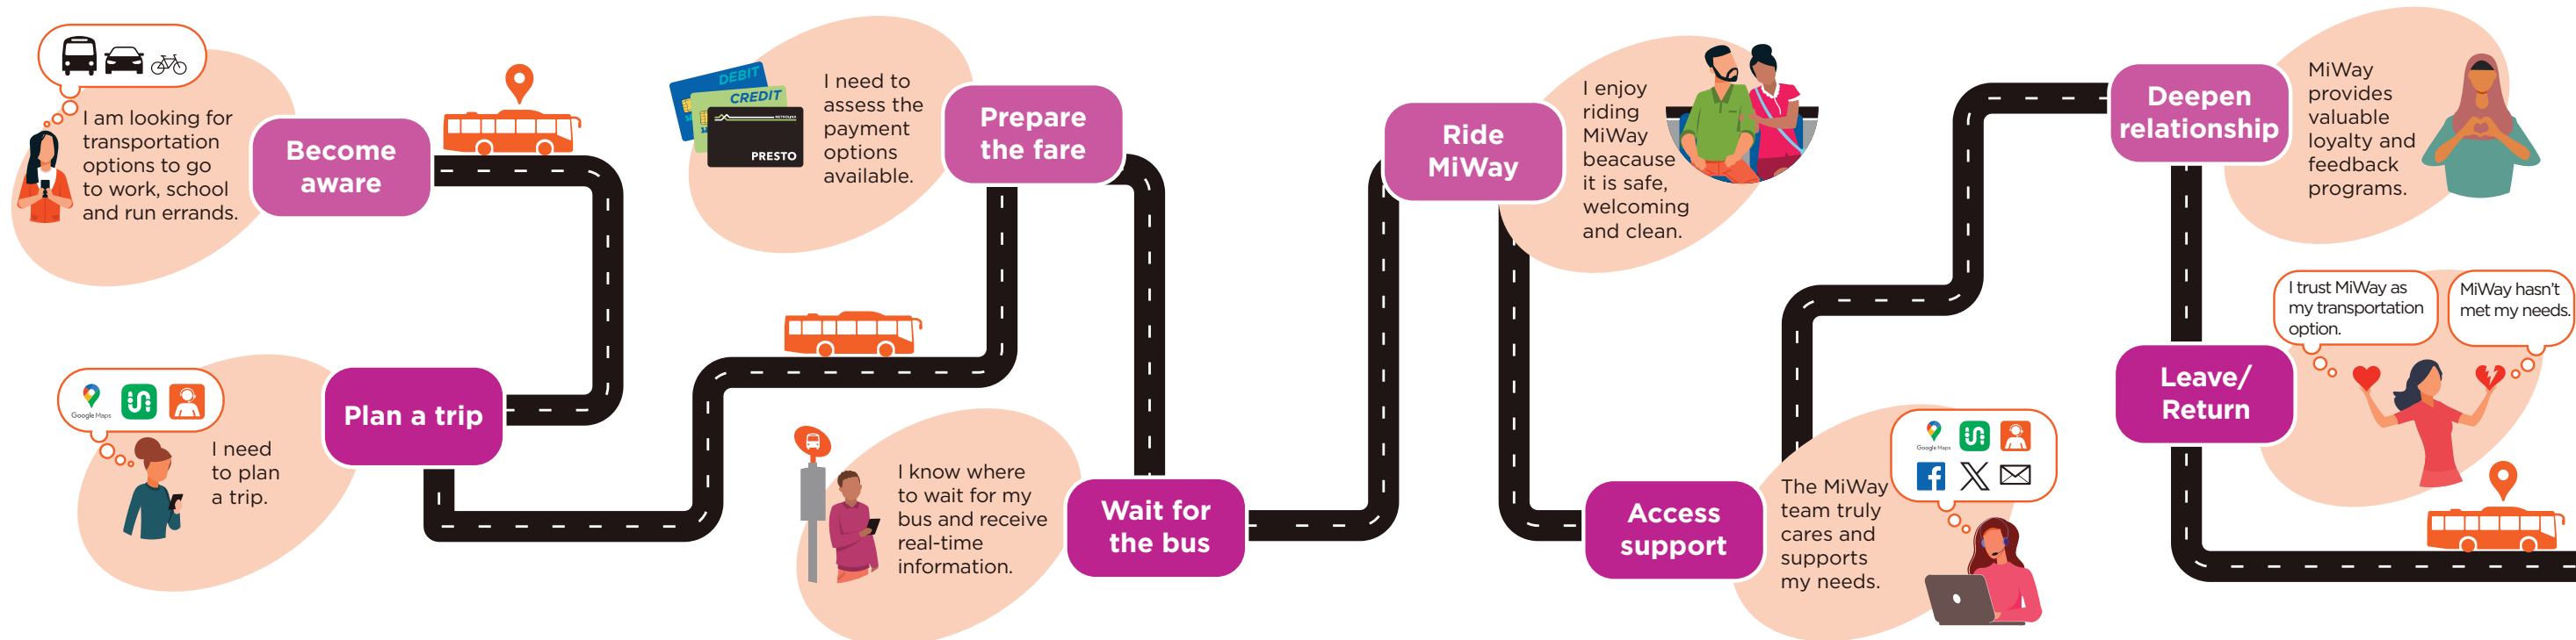 I am looking for
transportation
options to go
to work, school
and run errands.
Become
aware
Google Maps
I need
to plan
a trip.
Plan a trip
DEBIT
CREDIT
METROLINX
PRESTO
I need to
assess the
payment
options
available.
Prepare
the fare
I know where
to wait for my
bus and receive
real-time
information.
Wait for
the bus
Ride
MiWay
I enjoy
riding
MiWay
beacause
it is safe,
welcoming
and clean.
Access
support
The MiWay
team truly
cares and
supports
my needs.
Google Maps
Deepen
relationship
MiWay
provides
valuable
loyalty and
feedback
programs.
Leave/
Return
I trust MiWay as
my transportation
option.
MiWay hasn't
met my needs.